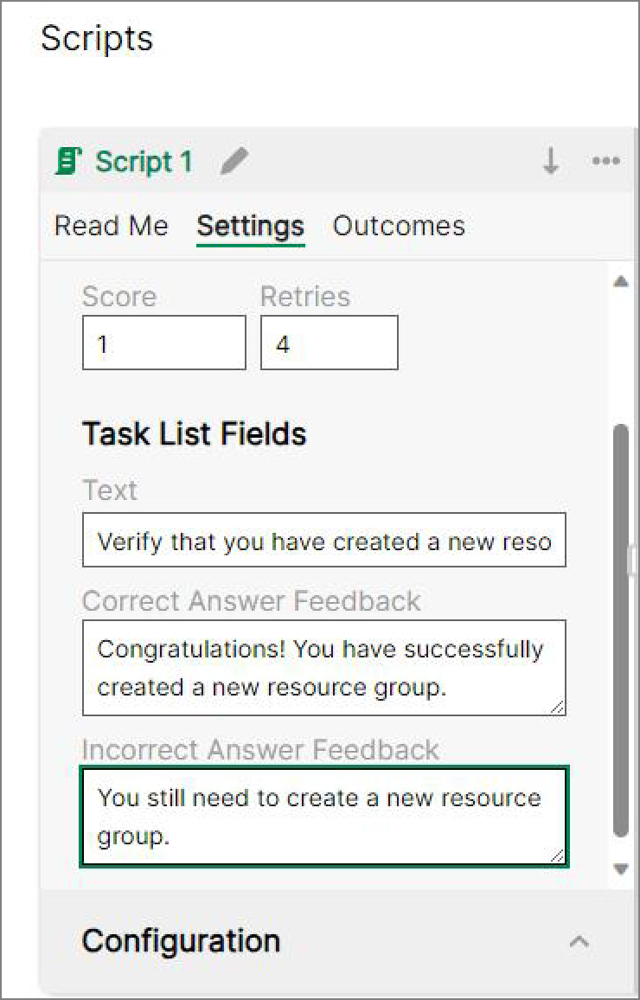 Scripts
Script 1
Read Me Settings Outcomes
Score Retries
1 4
Task List Fields
Text
Verify that you have created a new reso
Correct Answer Feedback
Congratulations! You have successfully
created a new resource group.
Incorrect Answer Feedback
You still need to create a new resource
group.
Configuration